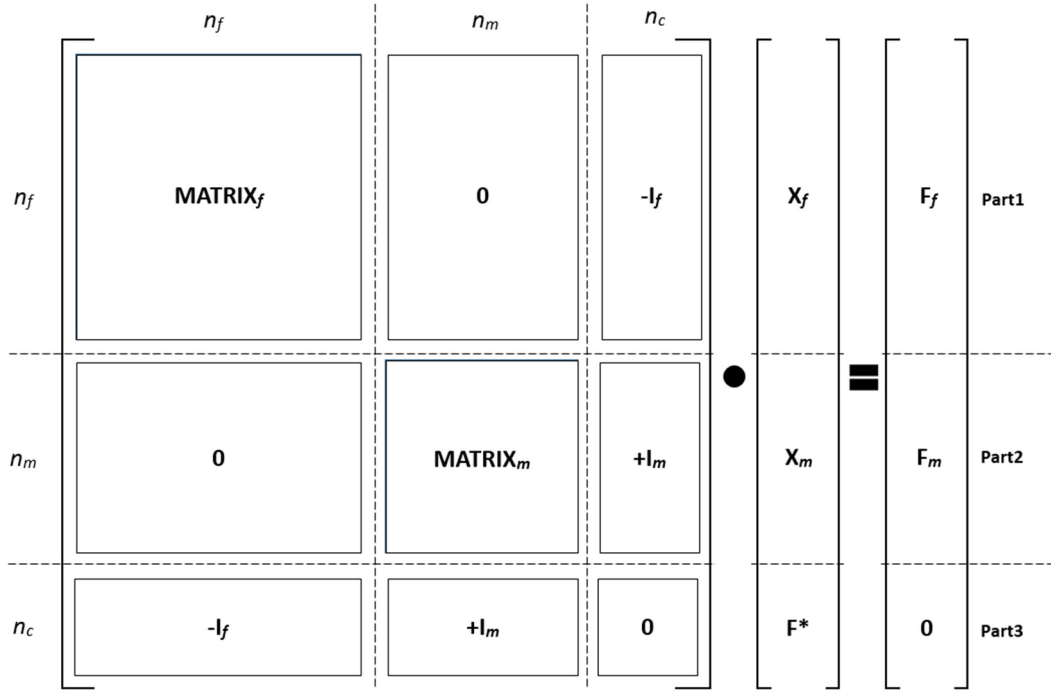 nf nm nc
nf MATRIXf 0 -If Xf Ff Part1
nm 0 MATRIXm +Im Xm Fm Part2
nc -If +Im 0 F* 0 Part3